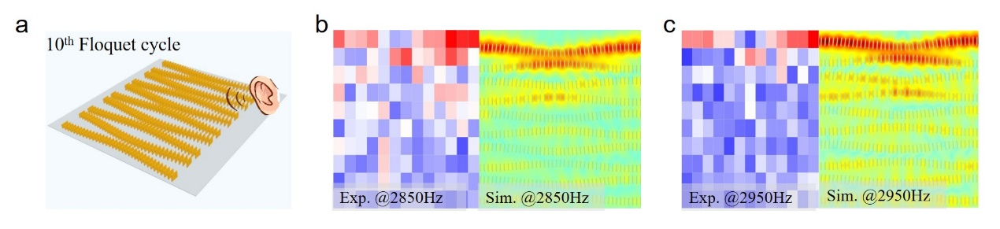 a
b
c
10th Floquet cycle
Exp. @2850Hz
Sim. @2850Hz
Exp. @2950Hz
Sim. @2950Hz